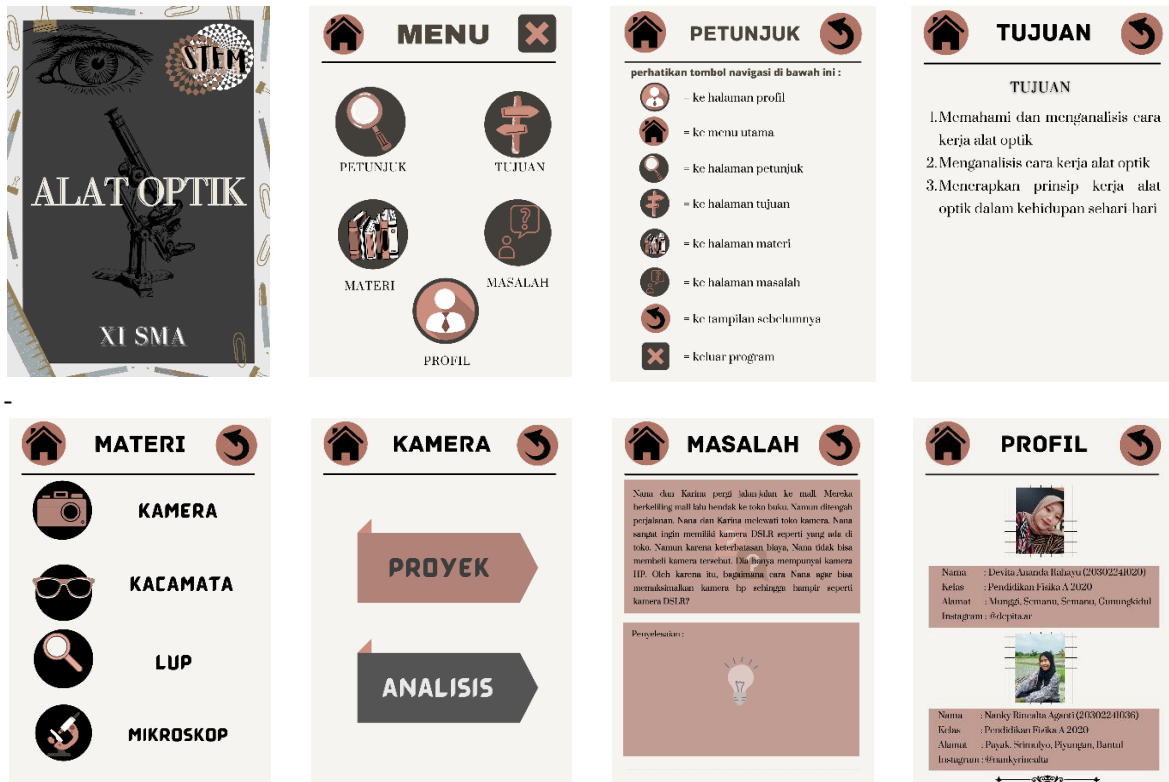 STEM
ALAT OPTIK
XI SMA
MENU
PETUNJUK
TUJUAN
MATERI
MASALAH
PROFIL
PETUNJUK
perhatikan tombol navigasi di bawah ini :
= ke halaman profil
= ke menu utama
= ke halaman petunjuk
= ke halaman tujuan
= ke halaman materi
= ke halaman masalah
= ke tampilan sebelumnya
= keluar program
TUJUAN
TUJUAN
1. Memahami dan menganalisis cara
kerja alat optik
2. Menganalisis cara kerja alat optik
3. Menerapkan prinsip kerja alat
optik dalam kehidupan sehari-hari
-
MATERI
KAMERA
KACAMATA
LUP
MIKROSKOP
KAMERA
PROYEK
ANALISIS
MASALAH
Nana dan Karina pergi jalan-jalan ke mall. Mereka
berkeliling mall lalu hendak ke toko buku. Namun ditengah
perjalanan, Nana dan Karina melewati toko kamera. Nana
sangat ingin memiliki kamera DSLR seperti yang ada di
toko. Namun karena keterbatasan biaya, Nana tidak bisa
membeli kamera tersebut. Dia hanya mempunyai kamera
HP. Oleh karena itu, bagaimana cara Nana agar bisa
memaksimalkan kamera hp sehingga hampir seperti
kamera DSLR?
Penyelesaian :
PROFIL
Nama : Devita Ananda Rahayu (20302241020)
Kelas : Pendidikan Fisika A 2020
Alamat : Munggi, Semanu, Semanu, Gunungkidul
Instagram : @depita.ar
Nama : Nanky Rinealta Aganti (20302241036)
Kelas : Pendidikan Fisika A 2020
Alamat : Payak, Srimulyo, Piyungan, Bantul
Instagram : @nankyrinealta